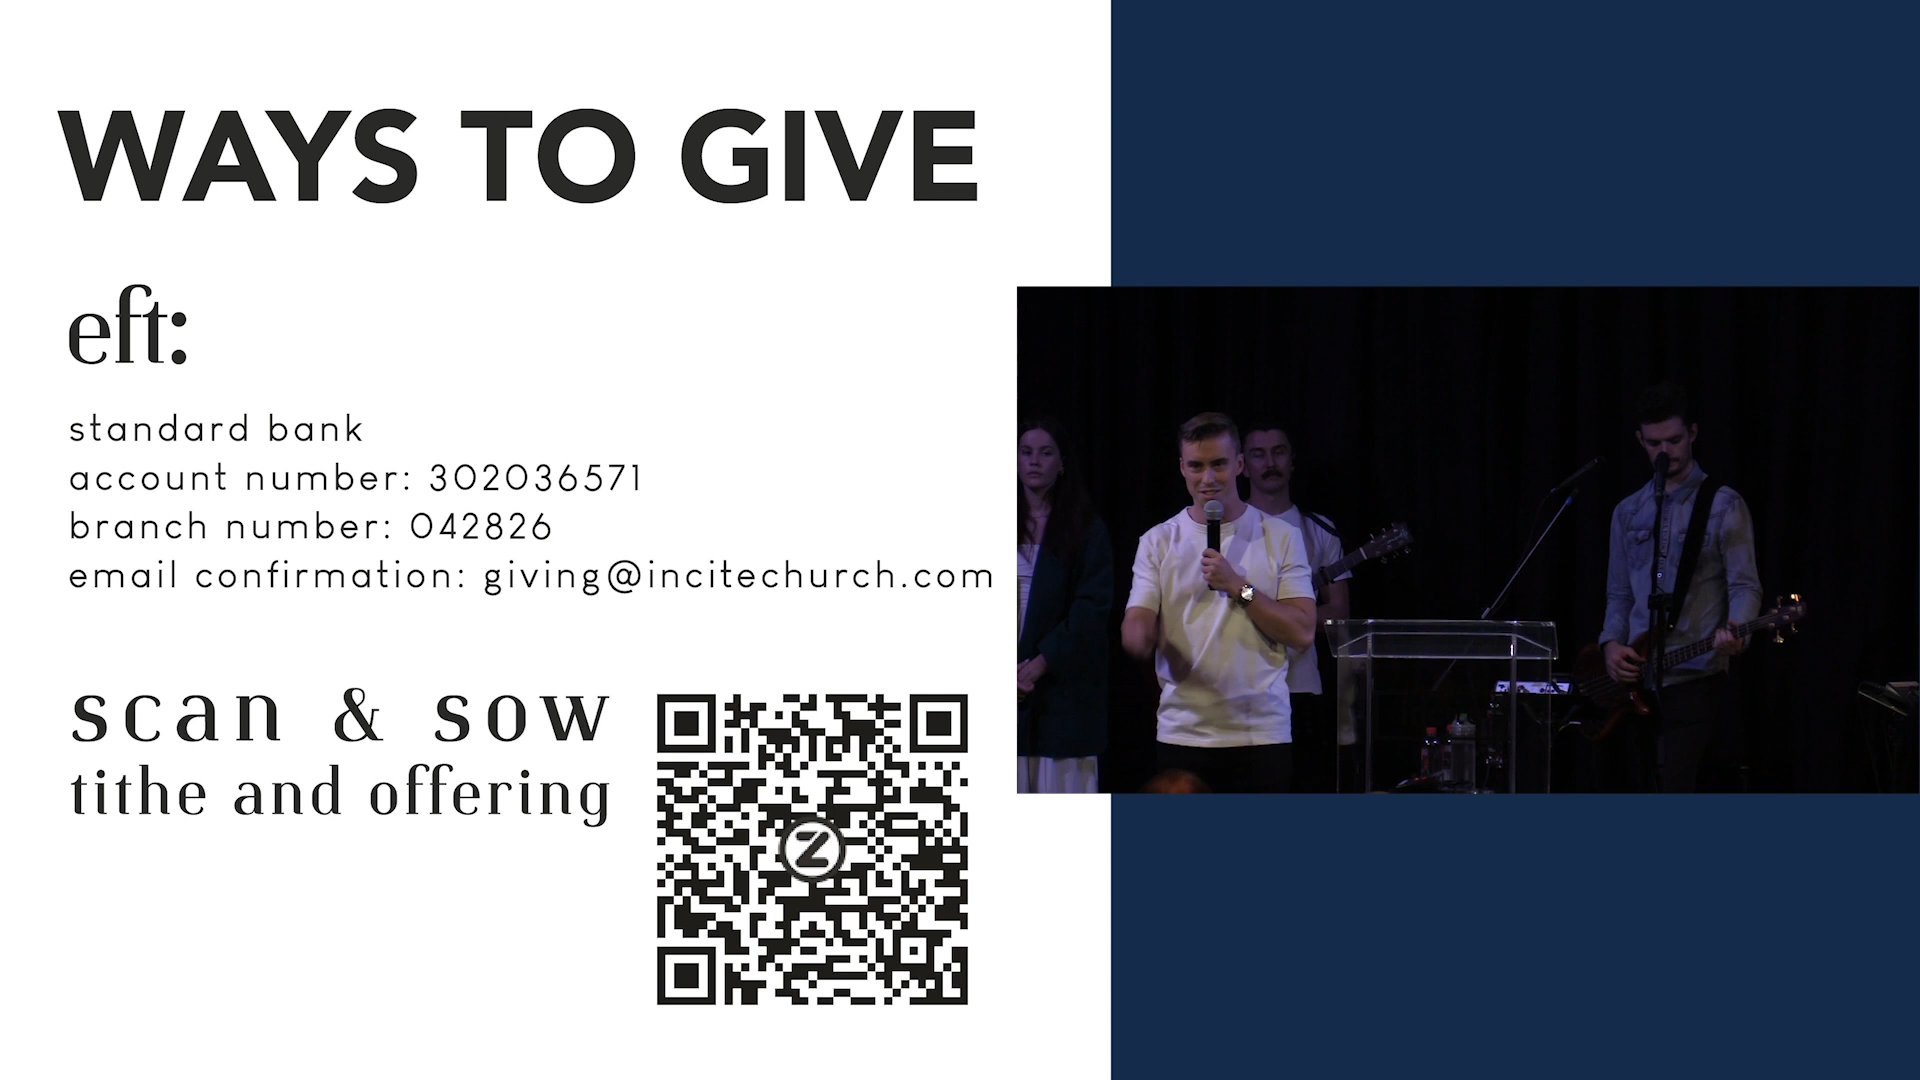 WAYS TO GIVE
eft:
standard bank
account number: 302036571
branch number: 042826
email confirmation: giving@incitechurch.com
scan & sow
tithe and offering
Z